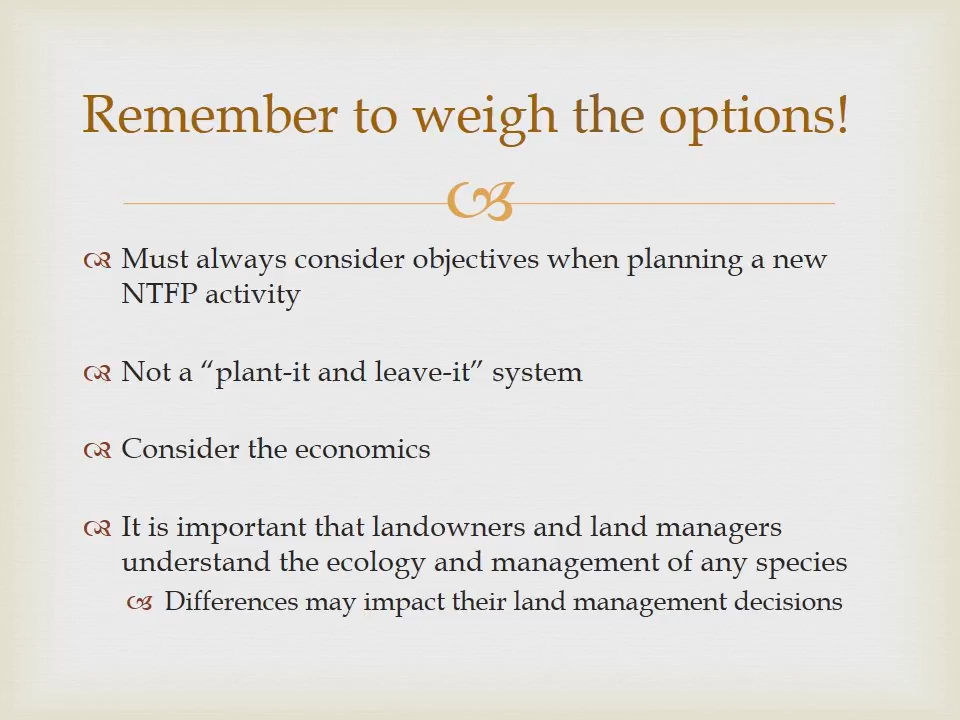 Remember to weigh the options!
Must always consider objectives when planning a new
NTFP activity
Not a “plant-it and leave-it” system
Consider the economics
It is important that landowners and land managers
understand the ecology and management of any species
Differences may impact their land management decisions